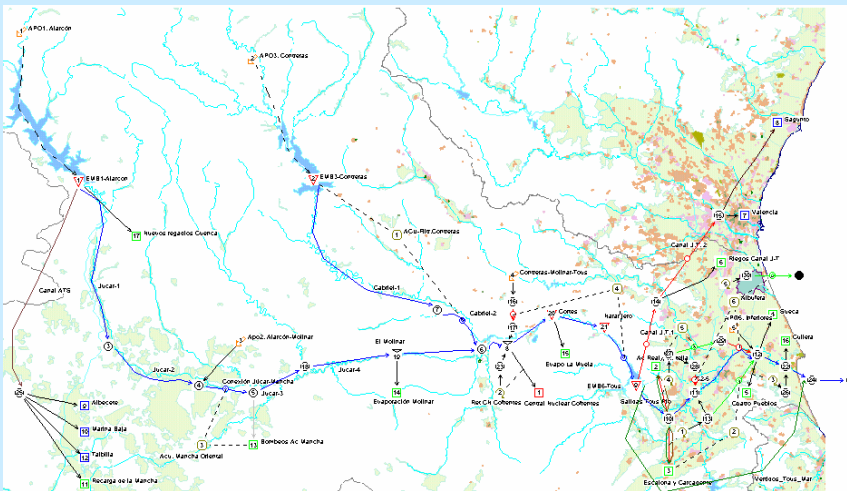 APO1. Alarcón
APO3. Contreras
Sagunto
EMB1-Alarcón
EMB3-Contreras
Nuevos regadíos Cuenca
ACu-Rio.Contreras
Valencia
Canal J.T. 2
Riegos Canal J-T
Contreras-Molinar-Tous
Canal ATS
Jucar-1
Cabriel-1
Albufera
Cabriel-2
Cortes
Naranjero
Sueca
Apo2. Alarcón-Molinar
El Molinar
Canal J.T.1
Cullera
Jucar-2
Jucar-4
Evapo La Muela
EMB6-Tous
Conexión Júcar-Mancha
Jucar-3
Albacete
Evaporación Molinar
Central Nuclear Cofrentes
Cuatro Pueblos
Marina Baja
Acu. Mancha Oriental
Bombeos Ac Mancha
Taibilla
Recarga de la Mancha
Escalona y Carcagente
Vertidos_Tous_Mar